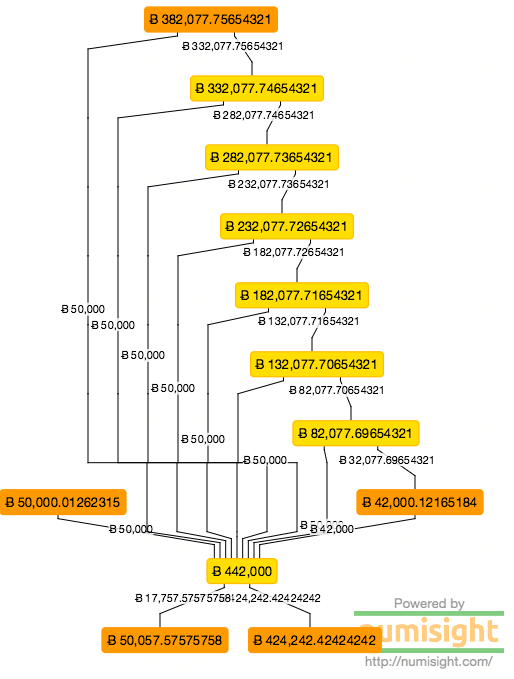 Ƀ 382,077.75654321
Ƀ 332,077.75654321
Ƀ 332,077.74654321
Ƀ 282,077.74654321
Ƀ 282,077.73654321
Ƀ 232,077.73654321
Ƀ 232,077.72654321
Ƀ 182,077.72654321
Ƀ 182,077.71654321
Ƀ 50,000
Ƀ 132,077.71654321
Ƀ 50,000
Ƀ 50,000
Ƀ 132,077.70654321
Ƀ 50,000
Ƀ 82,077.70654321
Ƀ 82,077.69654321
Ƀ 50,000
Ƀ 50,000
Ƀ 32,077.69654321
Ƀ 50,000.01262315
Ƀ 42,000.12165184
Ƀ 50,000
Ƀ 42,000
Ƀ 442,000
Ƀ 17,757.57575758
424,242.42424242
Ƀ 50,057.57575758
Ƀ 424,242.42424242
Powered by
numisight
http://numisight.com/